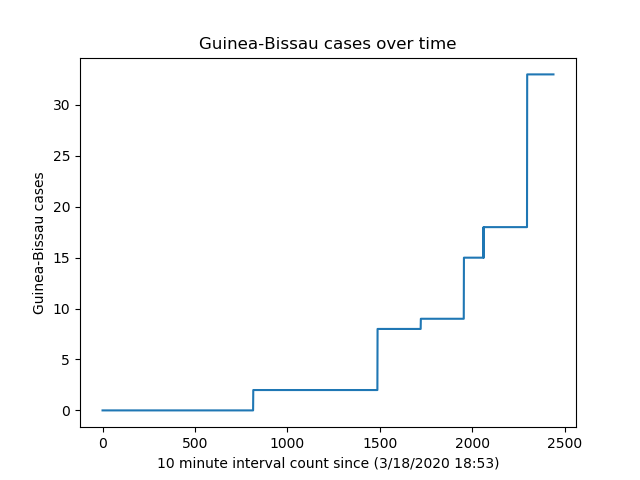 Guinea-Bissau cases over time
Guinea-Bissau cases
30
25
20
15
10
5
0
0 500 1000 1500 2000 2500
10 minute interval count since (3/18/2020 18:53)